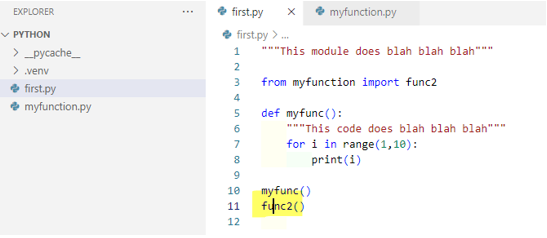 EXPLORER
PYTHON
__pycache__
.venv
first.py
myfunction.py
first.py
myfunction.py
first.py > ...
1 """This module does blah blah blah"""
2
3 from myfunction import func2
4
5 def myfunc():
6     """This code does blah blah blah"""
7     for i in range(1,10):
8         print(i)
9
10 myfunc()
11 func2()
12